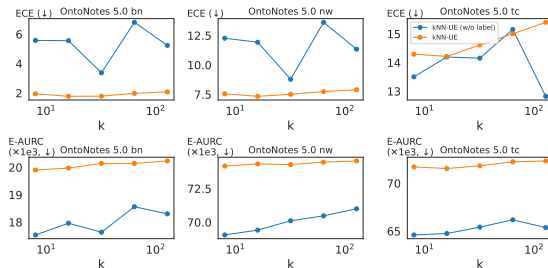 ECE (↓) OntoNotes 5.0 bn
6
4
2
10¹ 10²
k
ECE (↓) OntoNotes 5.0 nw
12.5
10.0
7.5
10¹ 10²
k
ECE (↓) OntoNotes 5.0 tc
kNN-UE (w/o label)
kNN-UE
15
14
13
10¹ 10²
k
E-AURC
(×1e3, ↓) OntoNotes 5.0 bn
20
19
18
10¹ 10²
k
E-AURC
(×1e3, ↓) OntoNotes 5.0 nw
72.5
70.0
10¹ 10²
k
E-AURC
(×1e3, ↓) OntoNotes 5.0 tc
70
65
10¹ 10²
k